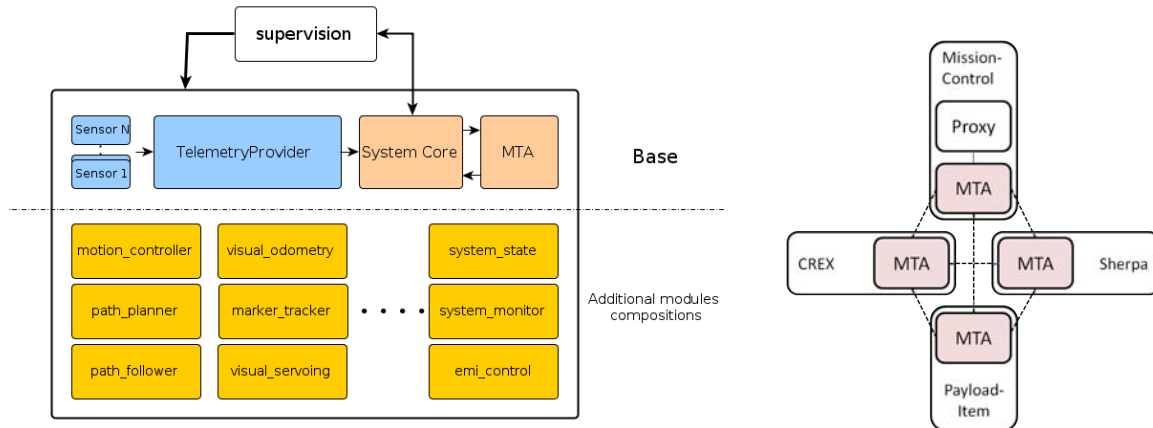 supervision
Sensor N
Sensor 1
TelemetryProvider
System Core
MTA
Base
motion_controller
visual_odometry
system_state
path_planner
marker_tracker
system_monitor
path_follower
visual_servoing
emi_control
Additional modules
compositions
Mission-
Control
Proxy
MTA
CREX
MTA
MTA
Sherpa
MTA
Payload-
Item